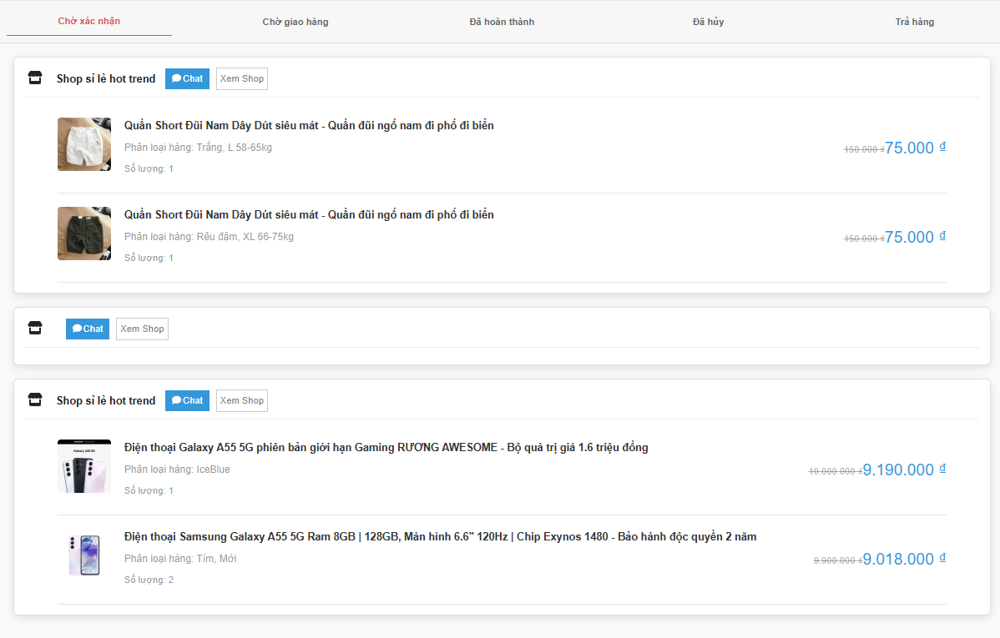 Chờ xác nhận Chờ giao hàng Đã hoàn thành Đã hủy Trả hàng
Shop sỉ lẻ hot trend Chat Xem Shop
Quần Short Đũi Nam Dây Dút siêu mát - Quần đũi ngố nam đi phố đi biển
Phân loại hàng: Trắng, L 58-65kg
150.000 ₫ 75.000 ₫
Số lượng: 1
Quần Short Đũi Nam Dây Dút siêu mát - Quần đũi ngố nam đi phố đi biển
Phân loại hàng: Rêu đậm, XL 66-75kg
150.000 ₫ 75.000 ₫
Số lượng: 1
Chat Xem Shop
Shop sỉ lẻ hot trend Chat Xem Shop
Điện thoại Galaxy A55 5G phiên bản giới hạn Gaming RƯƠNG AWESOME - Bộ quà trị giá 1.6 triệu đồng
Phân loại hàng: IceBlue
10.000.000 ₫ 9.190.000 ₫
Số lượng: 1
Điện thoại Samsung Galaxy A55 5G Ram 8GB | 128GB, Màn hình 6.6" 120Hz | Chip Exynos 1480 - Bảo hành độc quyền 2 năm
Phân loại hàng: Tím, Mới
9.900.000 ₫ 9.018.000 ₫
Số lượng: 2